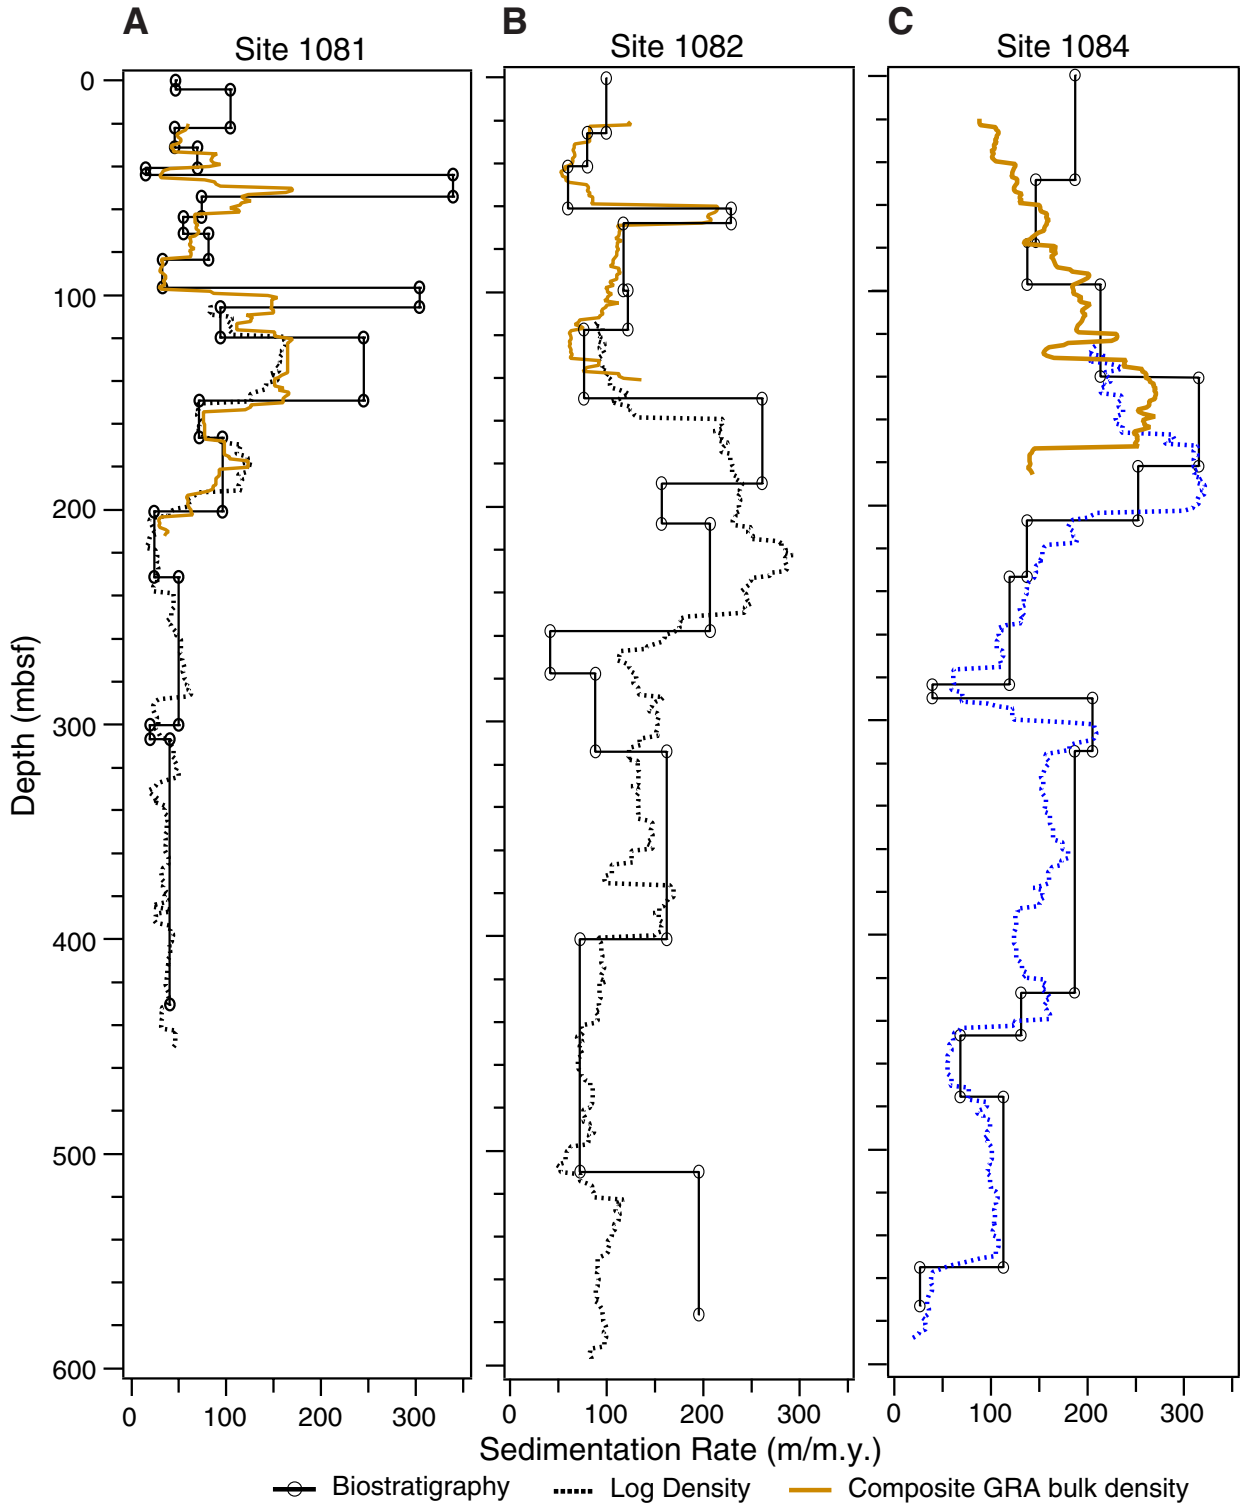 A B C
Site 1081 Site 1082 Site 1084
0
100
200
300
400
500
600
Depth (mbsf)
0 100 200 300 0 100 200 300 0 100 200 300
Sedimentation Rate (m/m.y.)
Biostratigraphy Log Density Composite GRA bulk density